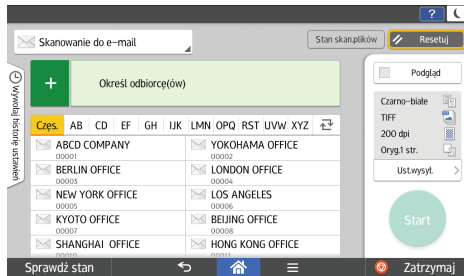 ?
Skanowanie do e-mail
Stan skan.plików
Resetuj
Wywołaj historię ustawień
+
Określ odbiorcę(ów)
Podgląd
Czarno-białe
TIFF
200 dpi
Oryg.1 str.
Ust.wysył.
Start
Częs. AB CD EF GH IJK LMN OPQ RST UVW XYZ
ABCD COMPANY
00001
YOKOHAMA OFFICE
00002
BERLIN OFFICE
00003
LONDON OFFICE
00004
NEW YORK OFFICE
00005
LOS ANGELES
00006
KYOTO OFFICE
00007
BEIJING OFFICE
00008
SHANGHAI OFFICE
00010
HONG KONG OFFICE
00011
Sprawdź stan
Zatrzymaj